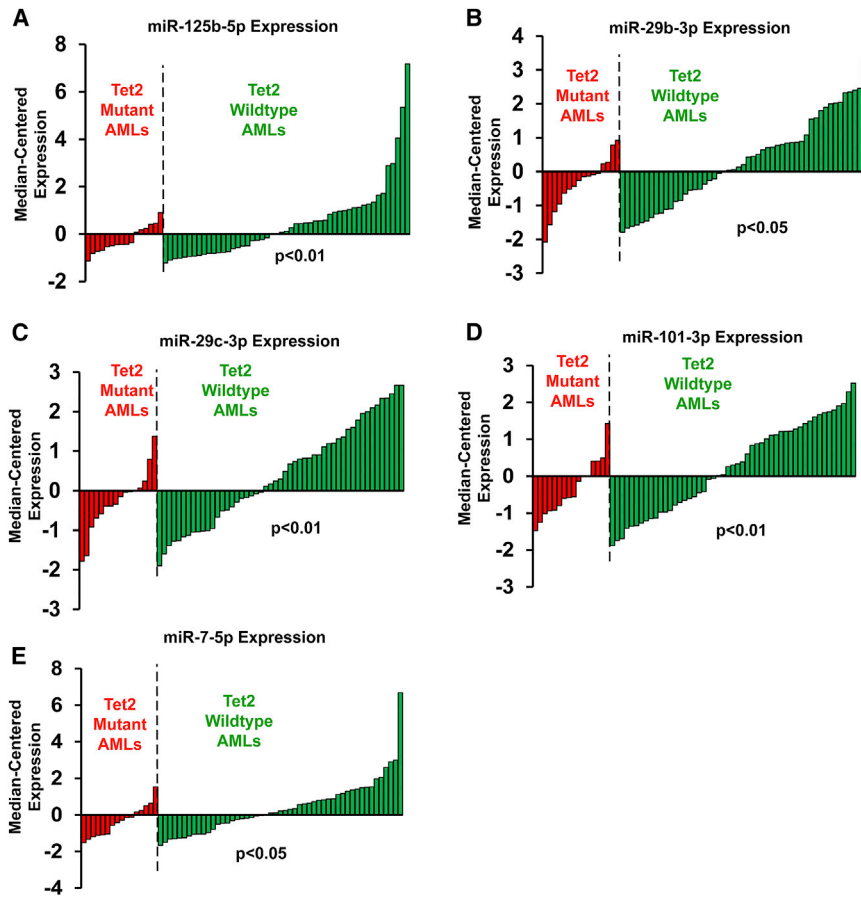 A
miR-125b-5p Expression
8
6
4
2
0
-2
Median-Centered
Expression
Tet2
Mutant
AMLs
Tet2
Wildtype
AMLs
p<0.01
B
miR-29b-3p Expression
4
3
2
1
0
-1
-2
-3
Median-Centered
Expression
Tet2
Mutant
AMLs
Tet2
Wildtype
AMLs
p<0.05
C
miR-29c-3p Expression
3
2
1
0
-1
-2
-3
Median-Centered
Expression
Tet2
Mutant
AMLs
Tet2
Wildtype
AMLs
p<0.01
D
miR-101-3p Expression
3
2
1
0
-1
-2
-3
Median-Centered
Expression
Tet2
Mutant
AMLs
Tet2
Wildtype
AMLs
p<0.01
E
miR-7-5p Expression
8
6
4
2
0
-2
-4
Median-Centered
Expression
Tet2
Mutant
AMLs
Tet2
Wildtype
AMLs
p<0.05